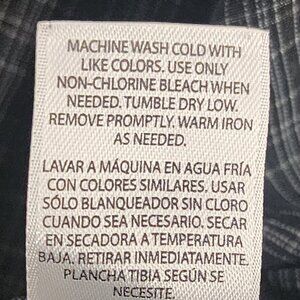 MACHINE WASH COLD WITH
LIKE COLORS. USE ONLY
NON-CHLORINE BLEACH WHEN
NEEDED. TUMBLE DRY LOW.
REMOVE PROMPTLY. WARM IRON
AS NEEDED.
LAVAR A MÁQUINA EN AGUA FRÍA
CON COLORES SIMILARES. USAR
SÓLO BLANQUEADOR SIN CLORO
CUANDO SEA NECESARIO. SECAR
EN SECADORA A TEMPERATURA
BAJA. RETIRAR INMEDIATAMENTE.
PLANCHA TIBIA SEGÚN SE
NECESITE.